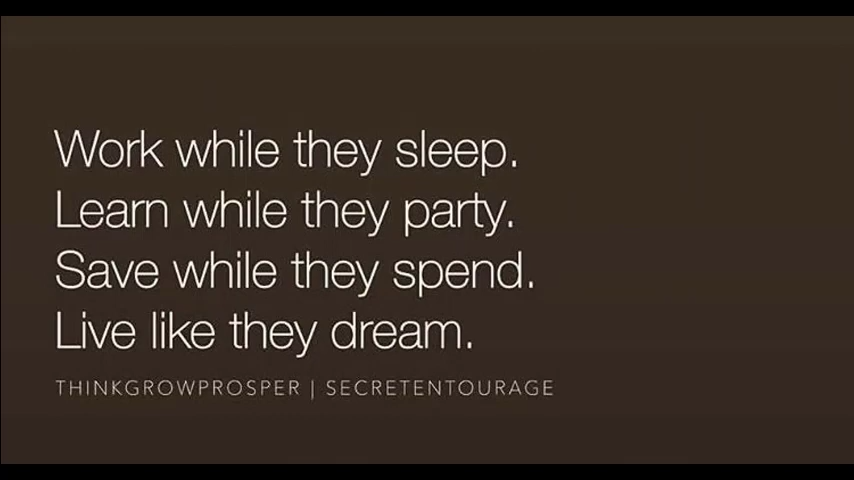 Work while they sleep.
Learn while they party.
Save while they spend.
Live like they dream.
THINKGROWPROSPER | SECRETENTOURAGE